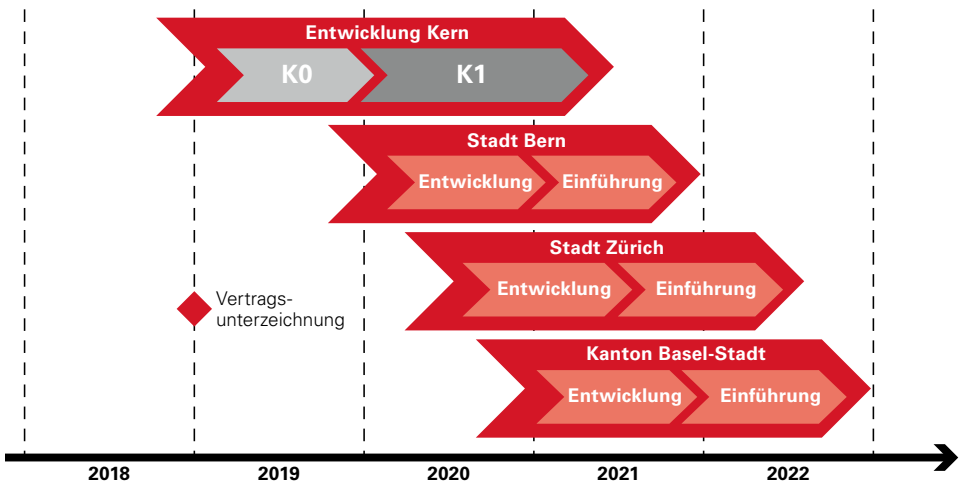 Entwicklung Kern
K0
K1
Stadt Bern
Entwicklung
Einführung
Stadt Zürich
Entwicklung
Einführung
Vertrags-
unterzeichnung
Kanton Basel-Stadt
Entwicklung
Einführung
2018
2019
2020
2021
2022